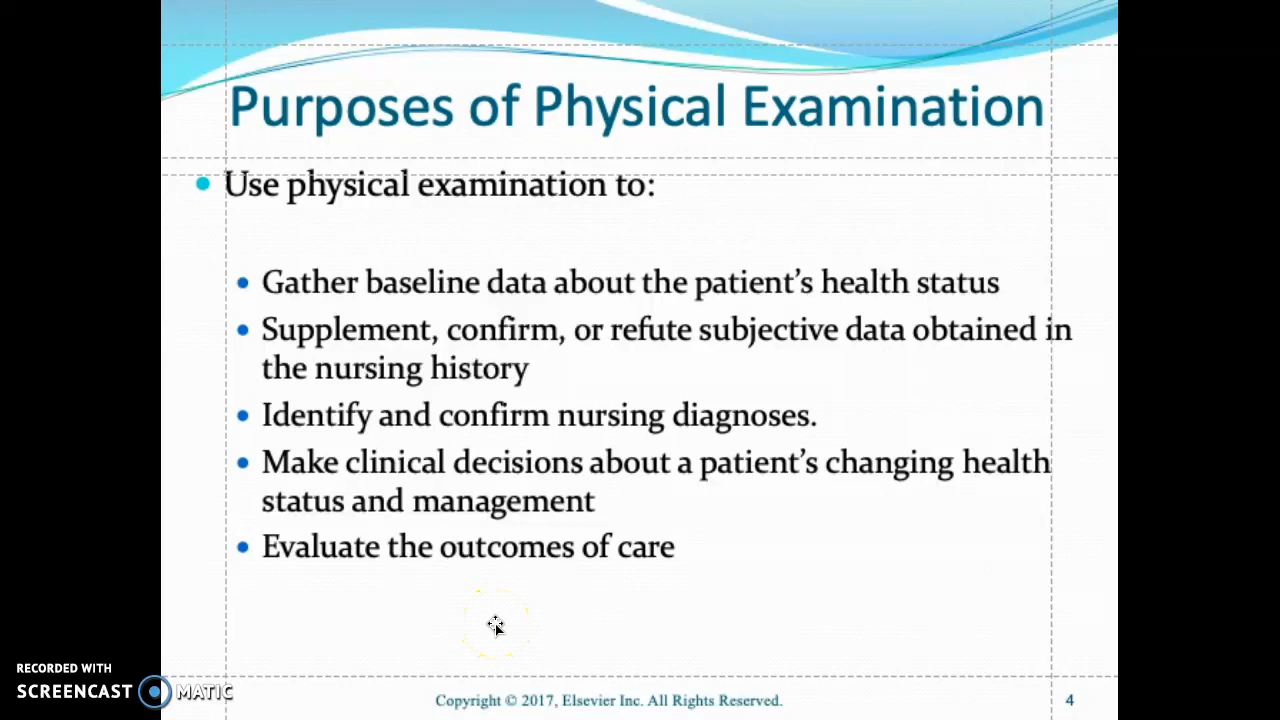 Purposes of Physical Examination
Use physical examination to:
Gather baseline data about the patient’s health status
Supplement, confirm, or refute subjective data obtained in
the nursing history
Identify and confirm nursing diagnoses.
Make clinical decisions about a patient’s changing health
status and management
Evaluate the outcomes of care
RECORDED WITH
SCREENCAST MATIC
Copyright © 2017, Elsevier Inc. All Rights Reserved.
4